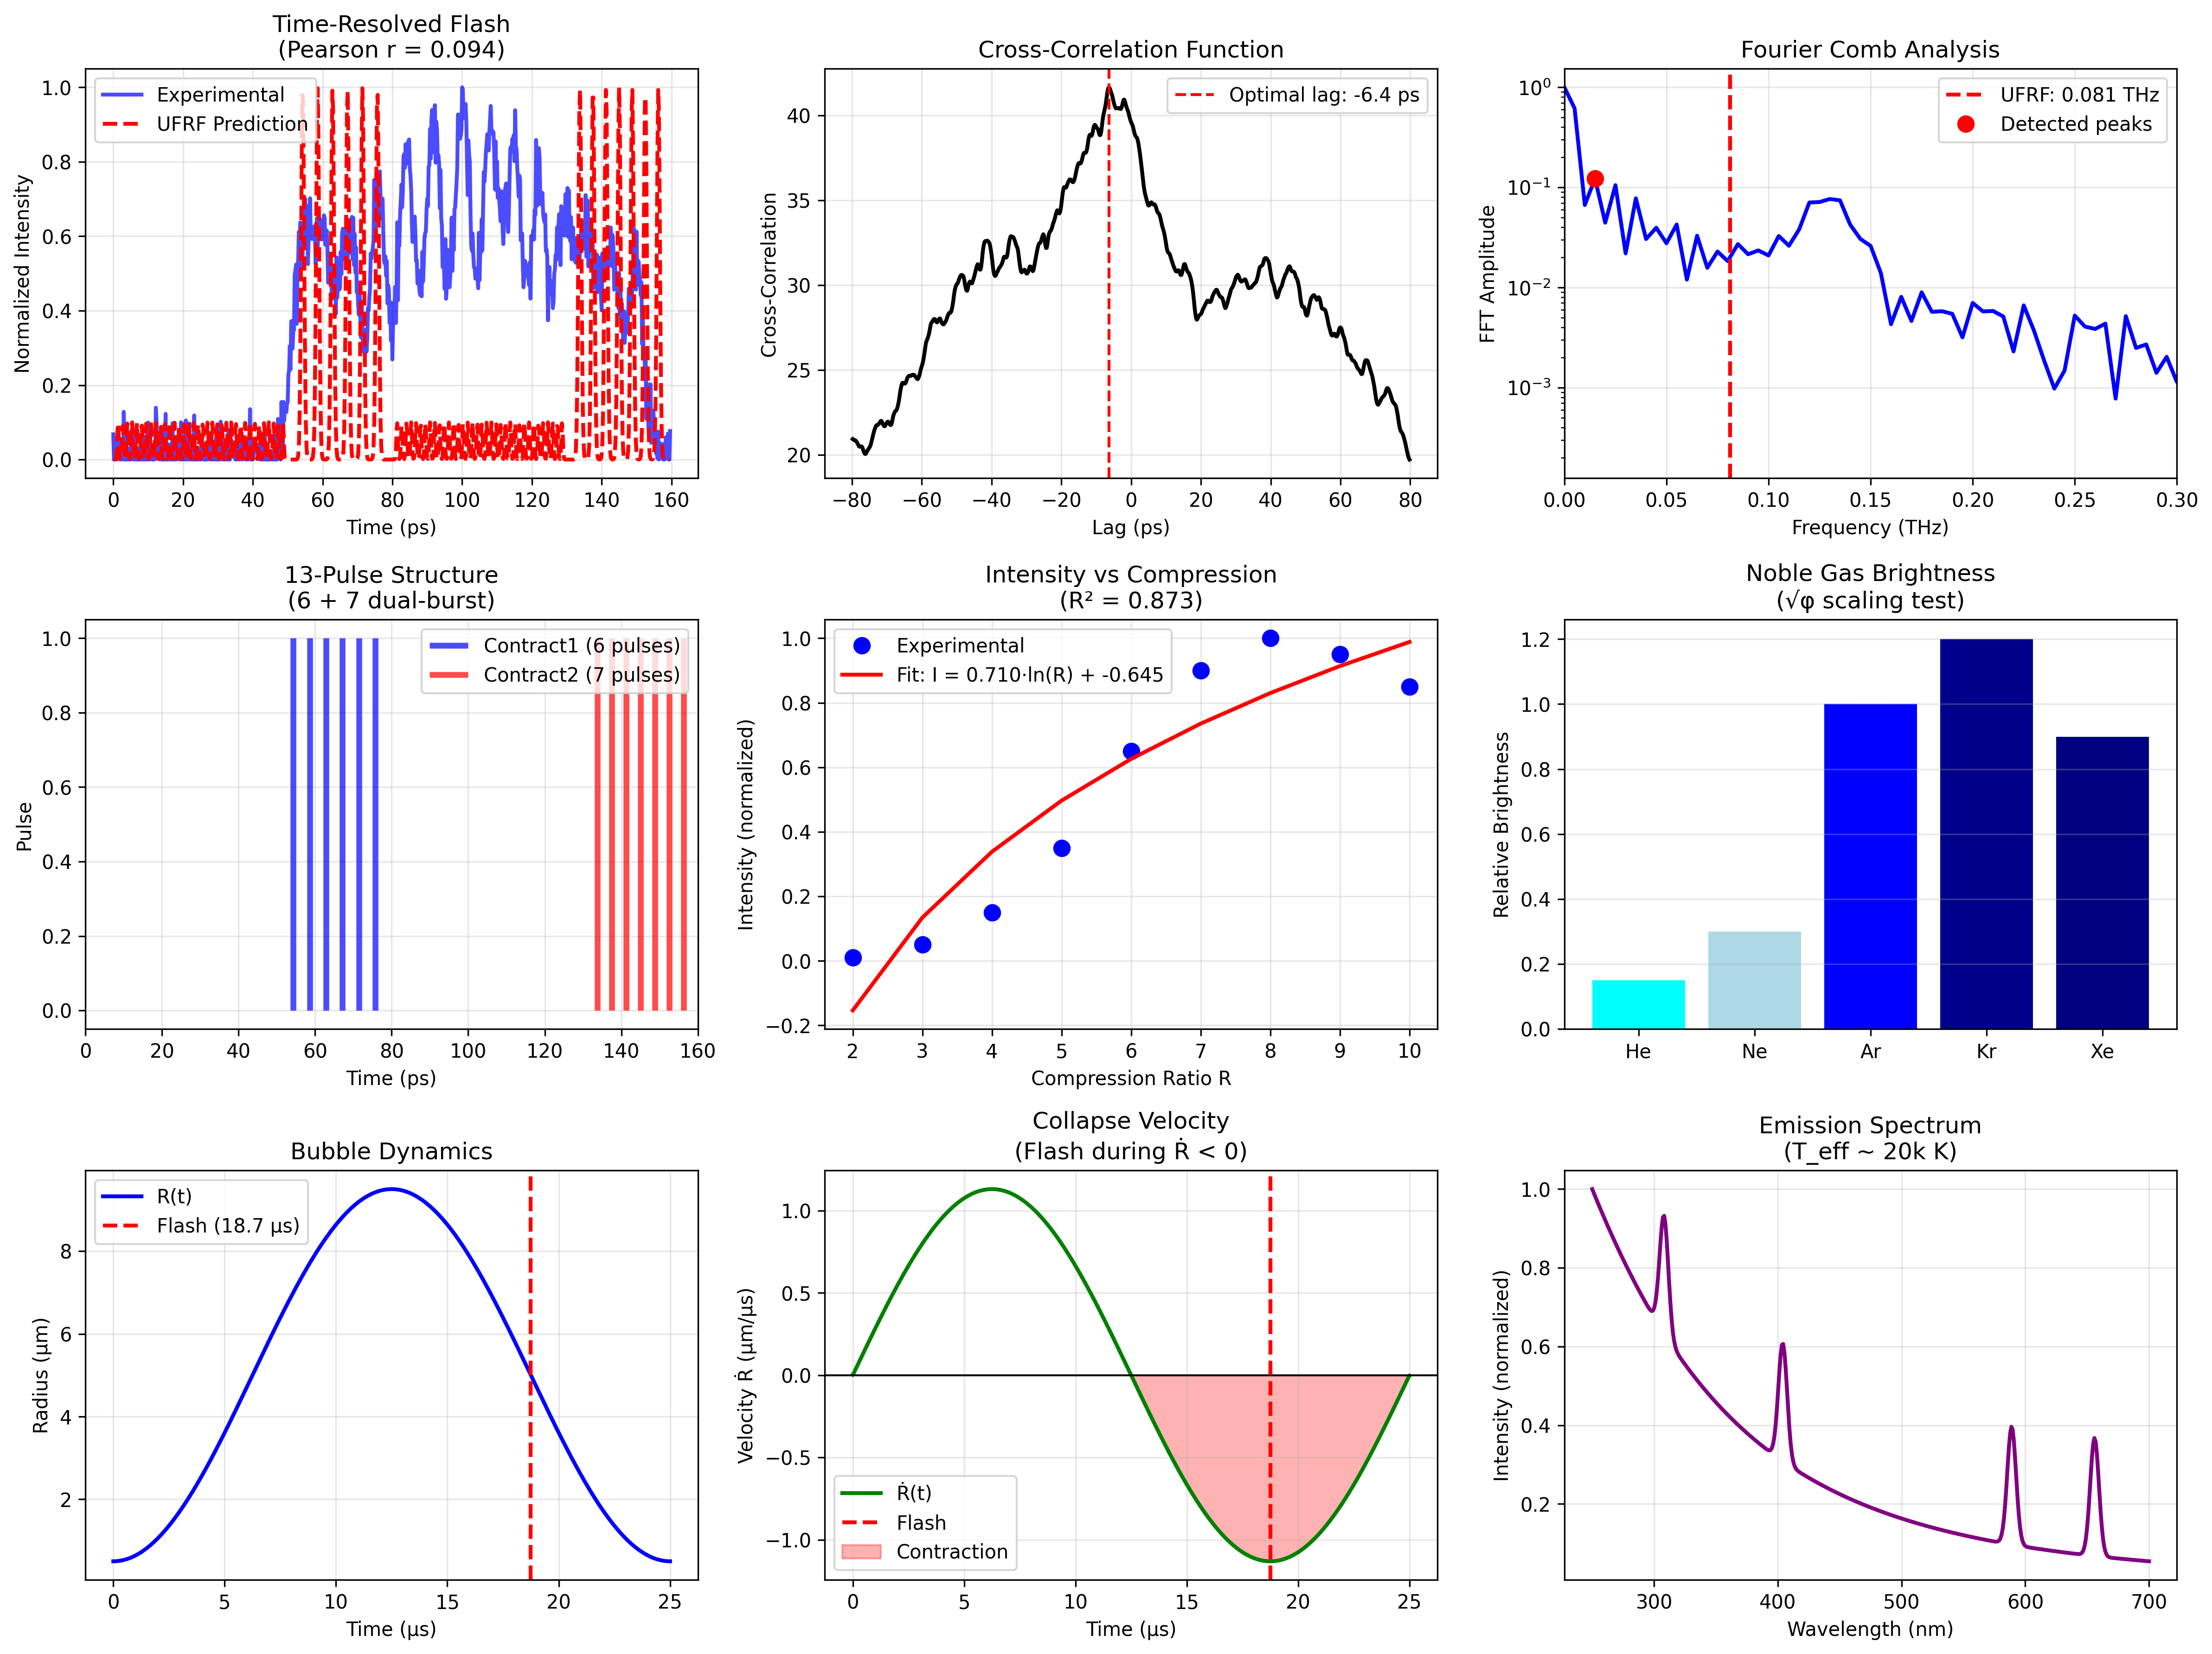 Time-Resolved Flash
(Pearson r = 0.094)
Normalized Intensity
1.0
0.8
0.6
0.4
0.2
0.0
Experimental
UFRF Prediction
0 20 40 60 80 100 120 140 160
Time (ps)
Cross-Correlation Function
Cross-Correlation
40
35
30
25
20
Optimal lag: -6.4 ps
−80 −60 −40 −20 0 20 40 60 80
Lag (ps)
Fourier Comb Analysis
FFT Amplitude
10⁰
10⁻¹
10⁻²
10⁻³
UFRF: 0.081 THz
Detected peaks
0.00 0.05 0.10 0.15 0.20 0.25 0.30
Frequency (THz)
13-Pulse Structure
(6 + 7 dual-burst)
Pulse
1.0
0.8
0.6
0.4
0.2
0.0
Contract1 (6 pulses)
Contract2 (7 pulses)
0 20 40 60 80 100 120 140 160
Time (ps)
Intensity vs Compression
(R² = 0.873)
Intensity (normalized)
1.0
0.8
0.6
0.4
0.2
0.0
−0.2
Experimental
Fit: I = 0.710·ln(R) + -0.645
2 3 4 5 6 7 8 9 10
Compression Ratio R
Noble Gas Brightness
(√φ scaling test)
Relative Brightness
1.2
1.0
0.8
0.6
0.4
0.2
0.0
He Ne Ar Kr Xe
Bubble Dynamics
Radius (μm)
8
6
4
2
R(t)
Flash (18.7 μs)
0 5 10 15 20 25
Time (μs)
Collapse Velocity
(Flash during Ṙ < 0)
Velocity Ṙ (μm/μs)
1.0
0.5
0.0
−0.5
−1.0
Ṙ(t)
Flash
Contraction
0 5 10 15 20 25
Time (μs)
Emission Spectrum
(T_eff ~ 20k K)
Intensity (normalized)
1.0
0.8
0.6
0.4
0.2
300 400 500 600 700
Wavelength (nm)